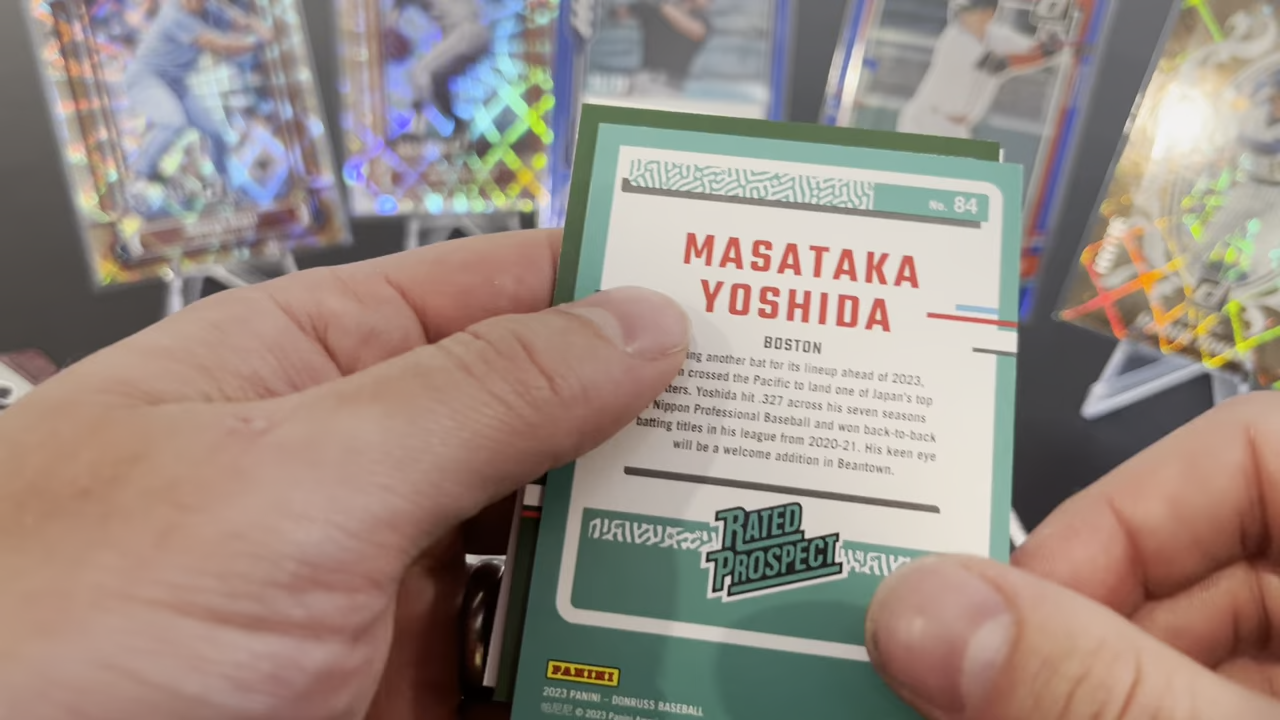 No. 84
MASATAKA
YOSHIDA
BOSTON
another bat for its lineup ahead of 2023,
crossed the Pacific to land one of Japan's top
Yoshida hit .327 across his seven seasons
Nippon Professional Baseball and won back-to-back
batting titles in his league from 2020-21. His keen eye
will be a welcome addition in Beantown.
RATED
PROSPECT
PANINI
2023 PANINI – DONRUSS BASEBALL
帕尼尼 © 2023 Panini